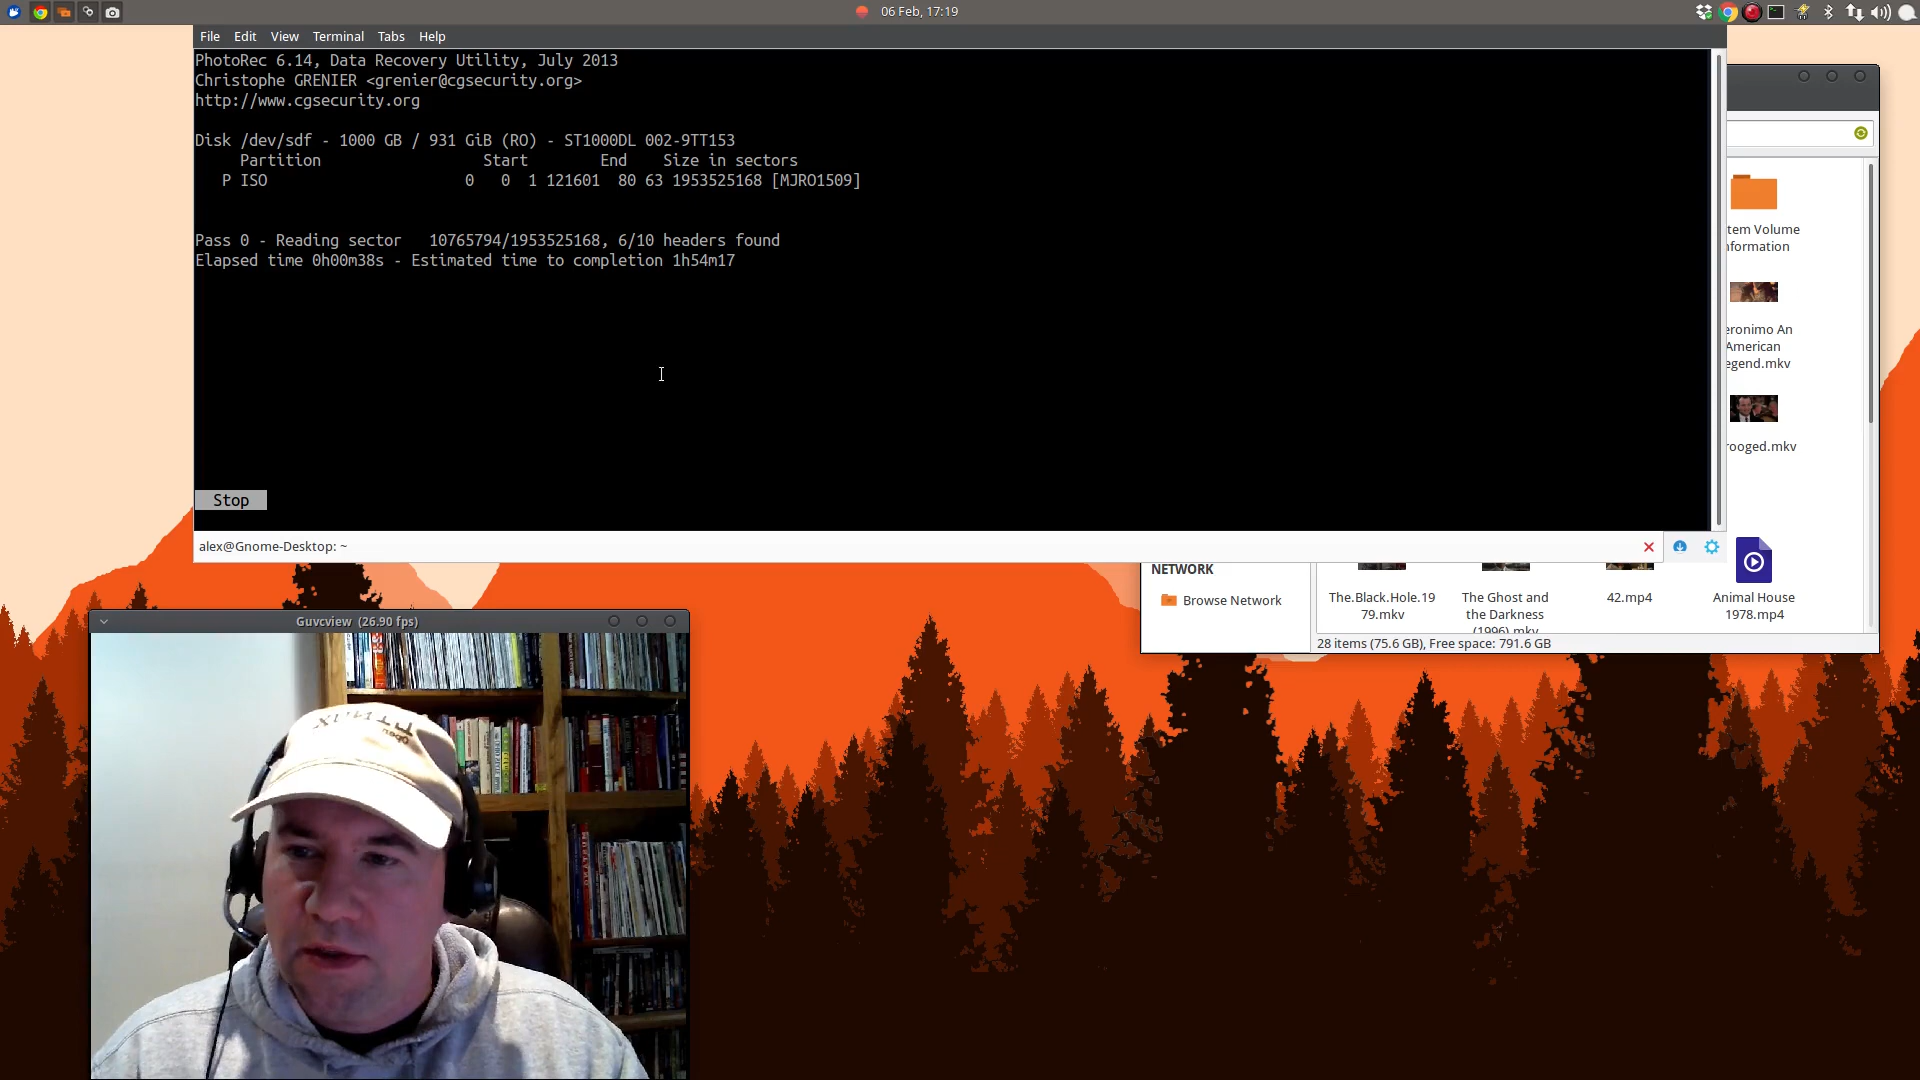 06 Feb, 17:19
File Edit View Terminal Tabs Help
PhotoRec 6.14, Data Recovery Utility, July 2013
Christophe GRENIER <grenier@cgsecurity.org>
http://www.cgsecurity.org
Disk /dev/sdf - 1000 GB / 931 GiB (RO) - ST1000DL 002-9TT153
Partition Start End Size in sectors
P ISO 0 0 1 121601 80 63 1953525168 [MJRO1509]
Pass 0 - Reading sector 10765794/1953525168, 6/10 headers found
Elapsed time 0h00m38s - Estimated time to completion 1h54m17
Stop
alex@Gnome-Desktop: ~
tem Volume
nformation
eronimo An
American
egend.mkv
rooged.mkv
NETWORK
Browse Network
The.Black.Hole.19
79.mkv
The Ghost and
the Darkness
(1996).mkv
42.mp4
Animal House
1978.mp4
28 items (75.6 GB), Free space: 791.6 GB
Guvcview (26.90 fps)